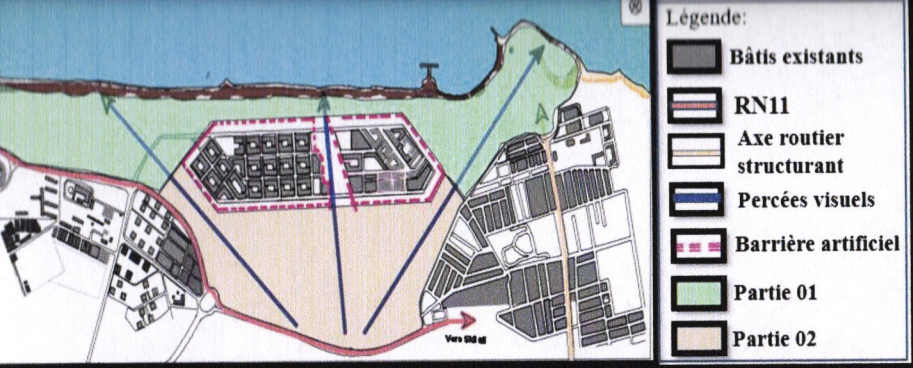 Légende:
Bâtis existants
RN11
Axe routier
structurant
Percées visuels
Barrière artificiel
Partie 01
Partie 02